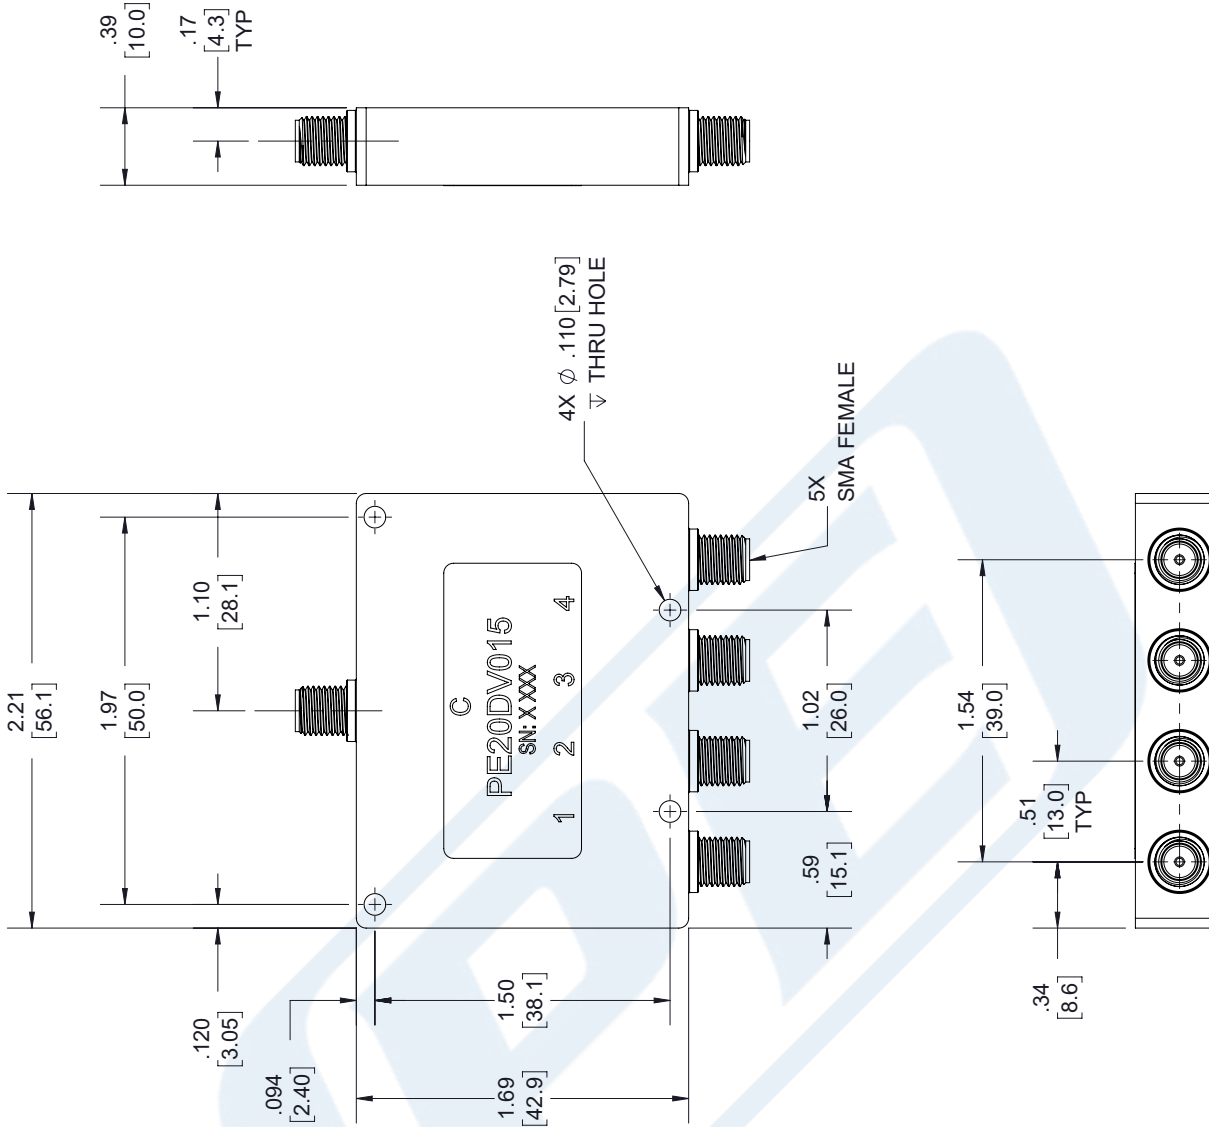 .39
[10.0]
.17
[4.3]
TYP
4X ⌀ .110 [2.79]
↧ THRU HOLE
5X
SMA FEMALE
2.21
[56.1]
1.97
[50.0]
1.10
[28.1]
C
PE20DV015
SN: XXXX
1 2 3 4
1.02
[26.0]
.59
[15.1]
1.54
[39.0]
.51
[13.0]
TYP
.34
[8.6]
.120
[3.05]
.094
[2.40]
1.50
[38.1]
1.69
[42.9]
PE